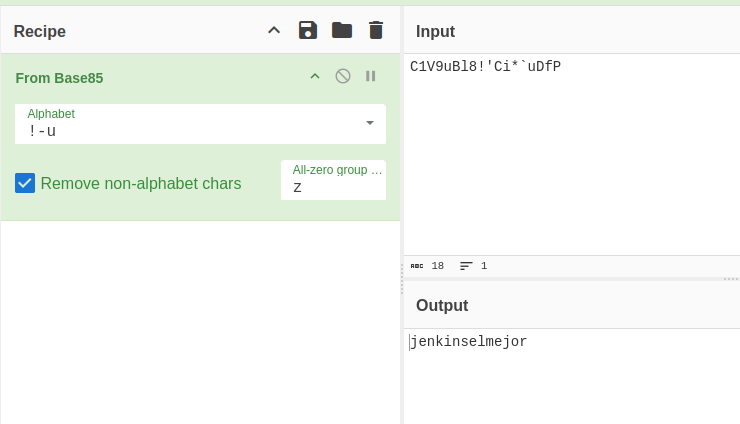 Recipe
From Base85
Alphabet
!-u
Remove non-alphabet chars
All-zero group …
z
Input
C1V9uBl8!'Ci*`uDfP
ABC 18 1
Output
jenkinselmejor